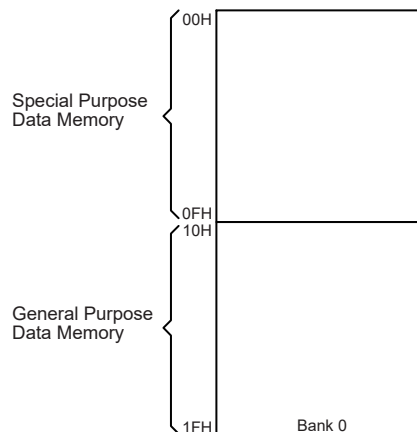 00H
Special Purpose
Data Memory
0FH
10H
General Purpose
Data Memory
1FH
Bank 0